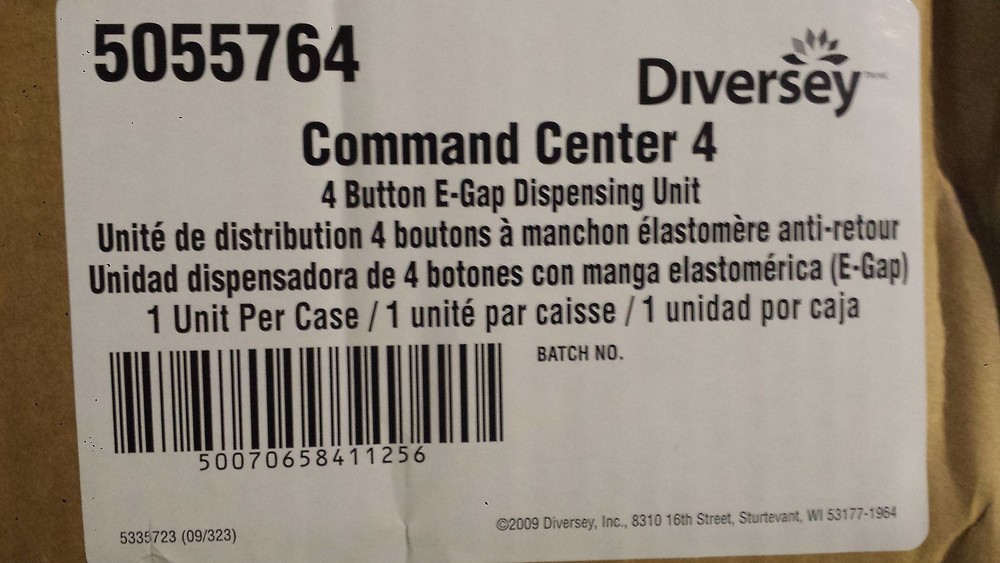 5055764
Diversey
Command Center 4
4 Button E-Gap Dispensing Unit
Unité de distribution 4 boutons à manchon élastomère anti-retour
Unidad dispensadora de 4 botones con manga elastomérica (E-Gap)
1 Unit Per Case / 1 unité par caisse / 1 unidad por caja
BATCH NO.
50070658411256
©2009 Diversey, Inc., 8310 16th Street, Sturtevant, WI 53177-1964
5335723 (09/323)